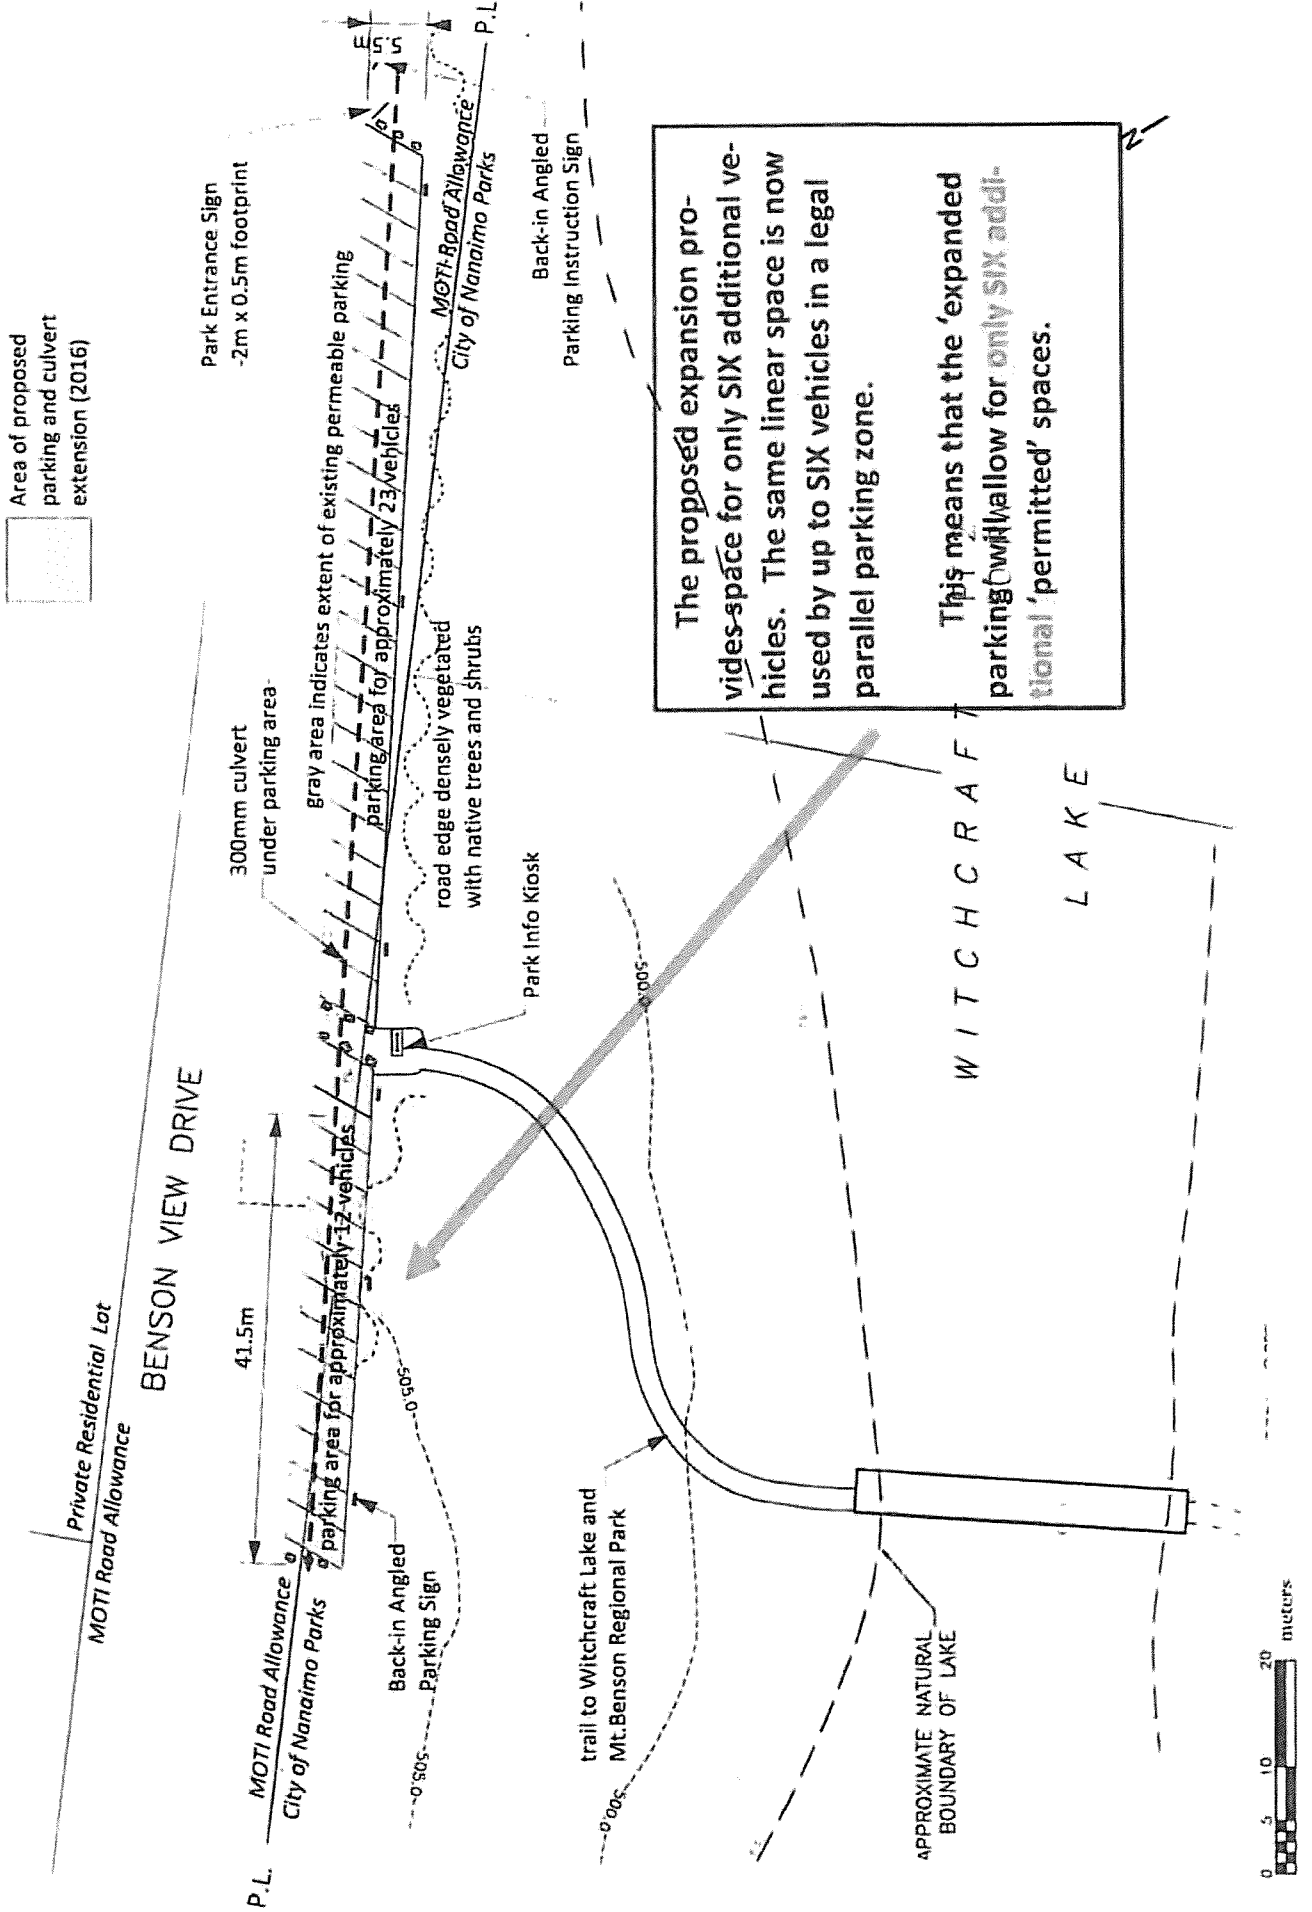 Area of proposed
parking and culvert
extension (2016)
Private Residential Lot
MOTI Road Allowance
BENSON VIEW DRIVE
41.5m
300mm culvert
under parking area
Park Entrance Sign
-2m x 0.5m footprint
5.5
m
gray area indicates extent of existing permeable parking
parking area for approximately 23 vehicles
parking area for approximately 12 vehicles
P.L.
MOTI Road Allowance
City of Nanaimo Parks
MOTI Road Allowance
City of Nanaimo Parks
P.L
Back-in Angled
Parking Sign
road edge densely vegetated
with native trees and shrubs
Park Info Kiosk
Back-in Angled
Parking Instruction Sign
505.0
505.0
500.0
500.0
trail to Witchcraft Lake and
Mt.Benson Regional Park
The proposed expansion pro-
vides space for only SIX additional ve-
hicles. The same linear space is now
used by up to SIX vehicles in a legal
parallel parking zone.
This means that the 'expanded
parking will allow for only SIX addi-
tional 'permitted' spaces.
WITCHCRAFT
LAKE
APPROXIMATE NATURAL
BOUNDARY OF LAKE
0 5 10 20
meters